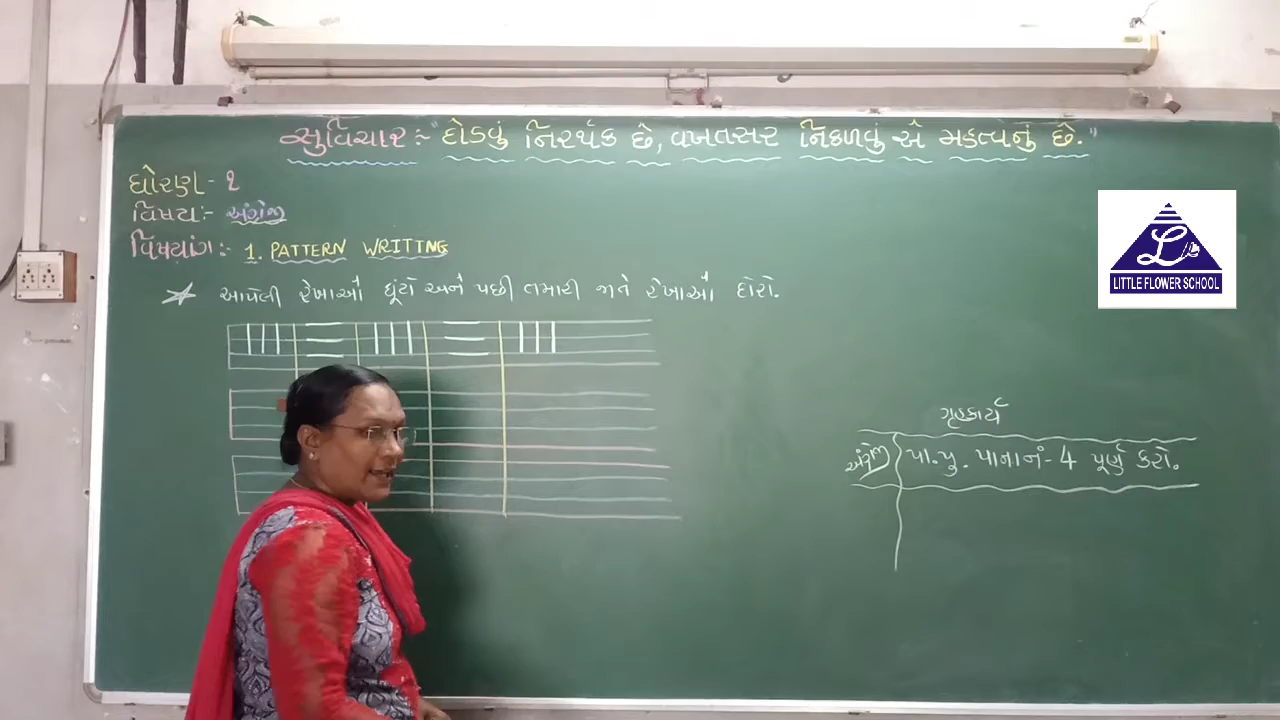 સુવિચાર:- "દોડવું નિરર્થક છે, વખતસર નિકળવું એ મહત્વનું છે."
ધોરણ - ૧
વિષય:- અંગ્રેજી
વિષયાંગ:- 1. PATTERN WRITING
આપેલી રેખાઓ ઘૂંટો અને પછી તમારી જાતે રેખાઓ દોરો.
L
LITTLE FLOWER SCHOOL
ગૃહકાર્ય
અંગ્રેજી પા.પુ. પાનાનં- 4 પૂર્ણ કરો.